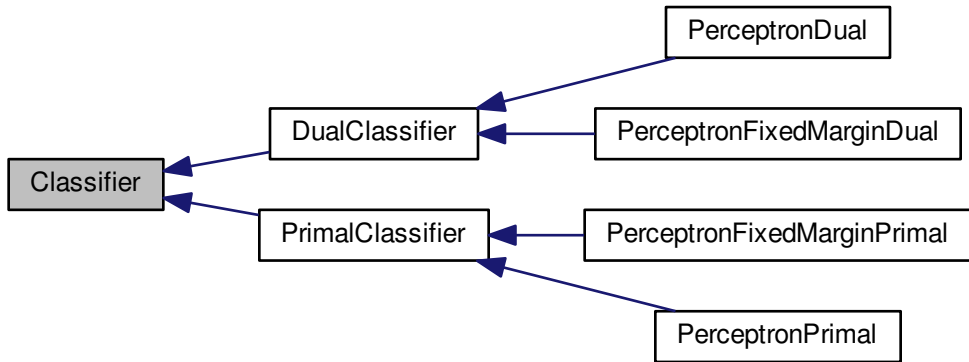 PerceptronDual
DualClassifier
PerceptronFixedMarginDual
Classifier
PrimalClassifier
PerceptronFixedMarginPrimal
PerceptronPrimal